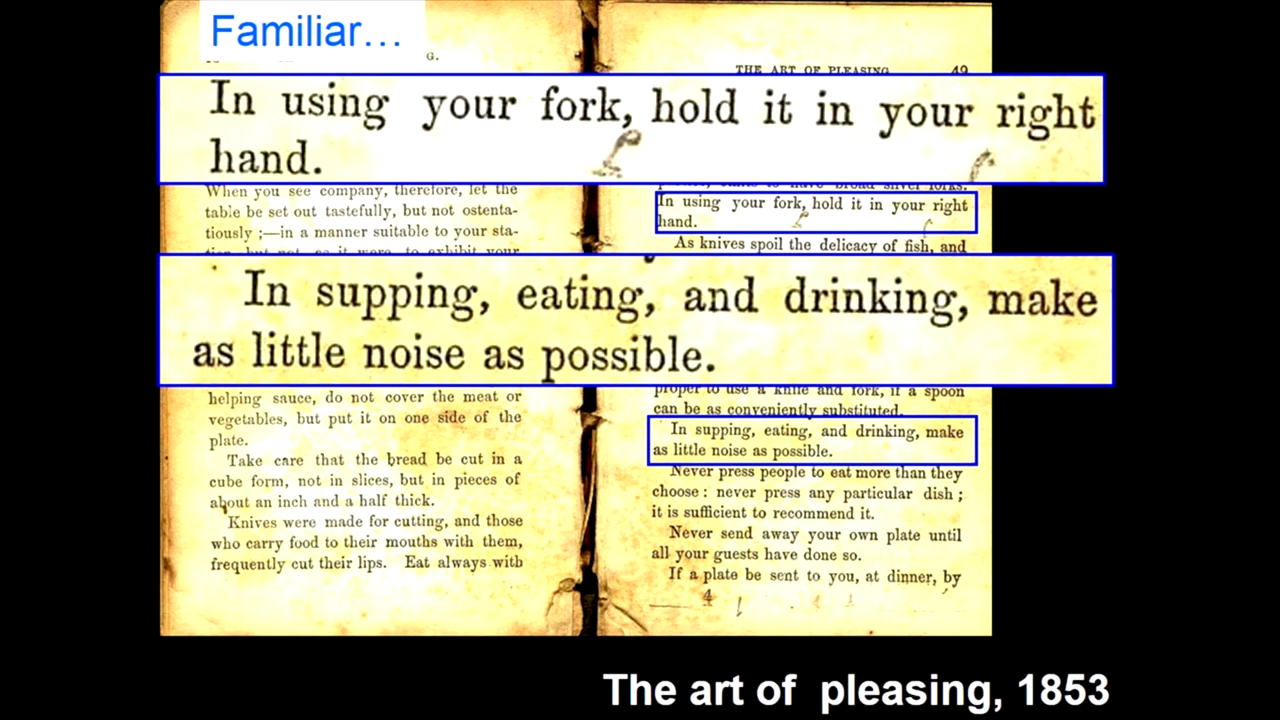 Familiar…
G.
THE ART OF PLEASING. 49
In using your fork, hold it in your right
hand.
When you see company, therefore, let the
table be set out tastefully, but not ostenta-
tiously ;—in a manner suitable to your sta-
In supping, eating, and drinking, make
as little noise as possible.
helping sauce, do not cover the meat or
vegetables, but put it on one side of the
plate.
Take care that the bread be cut in a
cube form, not in slices, but in pieces of
about an inch and a half thick.
Knives were made for cutting, and those
who carry food to their mouths with them,
frequently cut their lips. Eat always with
broad silver forks.
In using your fork, hold it in your right
hand.
As knives spoil the delicacy of fish, and
proper to use a knife and fork, if a spoon
can be as conveniently substituted.
In supping, eating, and drinking, make
as little noise as possible.
Never press people to eat more than they
choose : never press any particular dish ;
it is sufficient to recommend it.
Never send away your own plate until
all your guests have done so.
If a plate be sent to you, at dinner, by
4
The art of pleasing, 1853